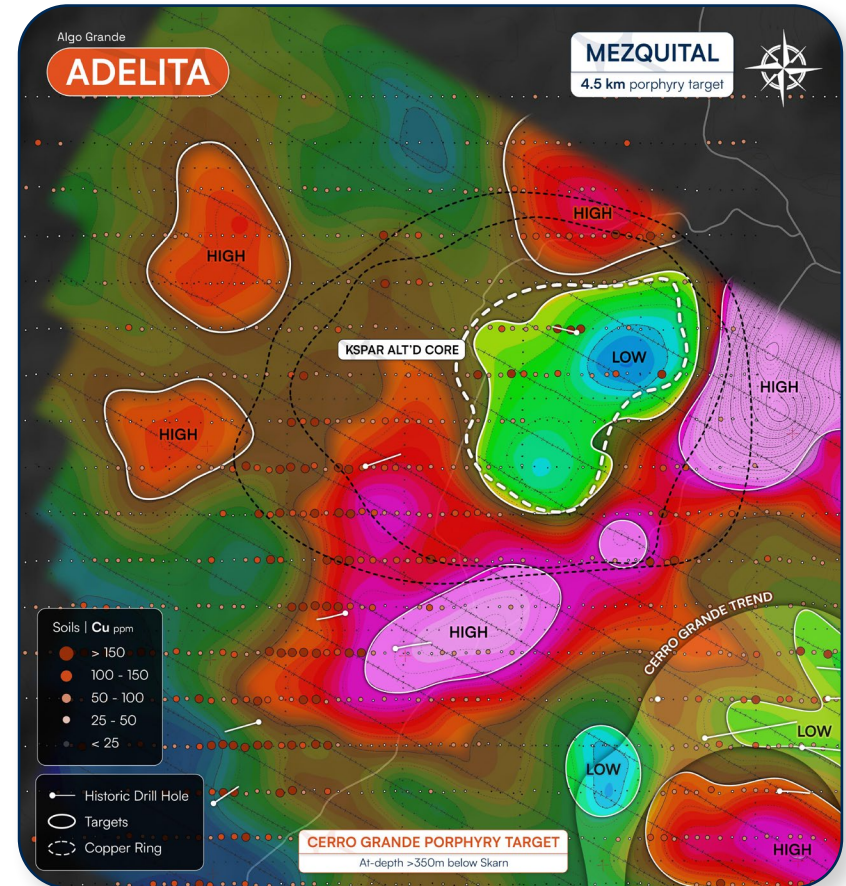 Algo Grande
ADELITA
MEZQUITAL
4.5 km porphyry target
HIGH
HIGH
KSPAR ALT'D CORE
LOW
HIGH
HIGH
HIGH
CERRO GRANDE TREND
LOW
LOW
HIGH
Soils | Cu ppm
> 150
100 - 150
50 - 100
25 - 50
< 25
Historic Drill Hole
Targets
Copper Ring
CERRO GRANDE PORPHYRY TARGET
At-depth >350m below Skarn